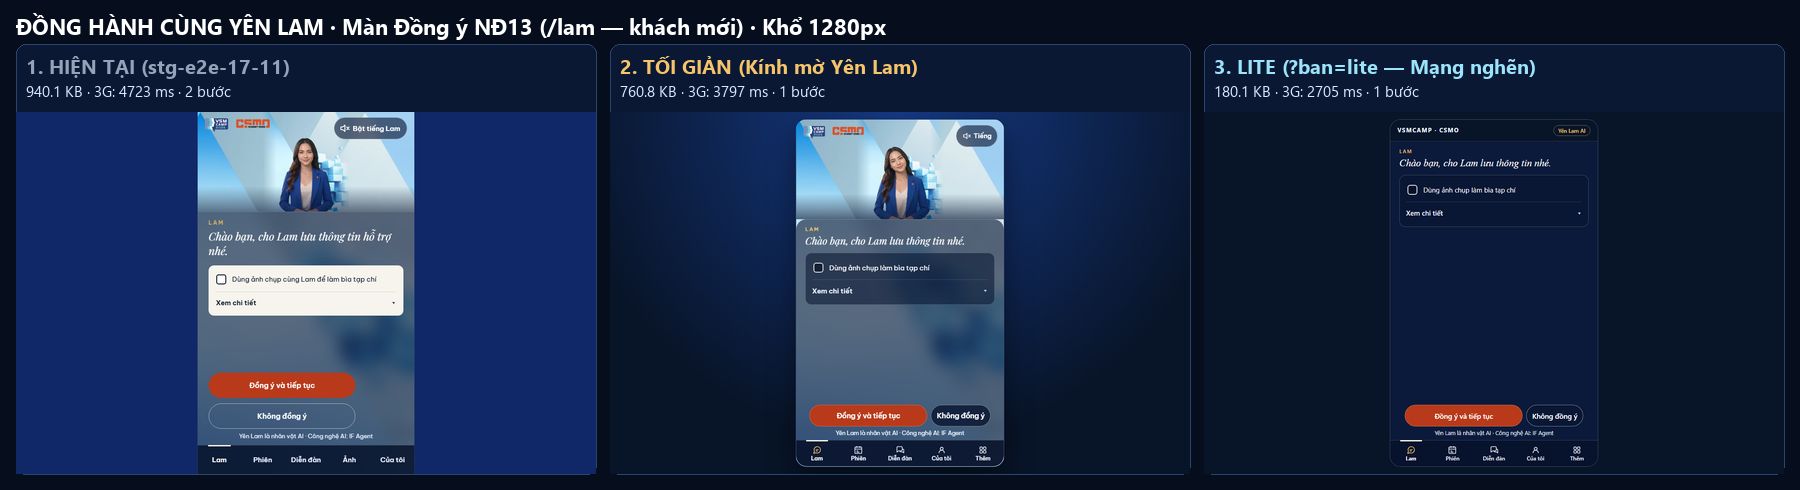 ĐỒNG HÀNH CÙNG YÊN LAM · Màn Đồng ý NĐ13 (/lam — khách mới) · Khổ 1280px
1. HIỆN TẠI (stg-e2e-17-11)
940.1 KB · 3G: 4723 ms · 2 bước
VSM CAMP CSMO
Bật tiếng Lam
LAM
Chào bạn, cho Lam lưu thông tin hỗ trợ
nhé.
Dùng ảnh chụp cùng Lam để làm bìa tạp chí
Xem chi tiết
Đồng ý và tiếp tục
Không đồng ý
Yên Lam là nhân vật AI · Công nghệ AI: IF Agent
Lam Phiên Diễn đàn Ảnh Của tôi
2. TỐI GIẢN (Kính mờ Yên Lam)
760.8 KB · 3G: 3797 ms · 1 bước
VSM CAMP CSMO
Tiếng
LAM
Chào bạn, cho Lam lưu thông tin nhé.
Dùng ảnh chụp làm bìa tạp chí
Xem chi tiết
Đồng ý và tiếp tục Không đồng ý
Yên Lam là nhân vật AI · Công nghệ AI: IF Agent
Lam Phiên Diễn đàn Của tôi Thêm
3. LITE (?ban=lite — Mạng nghẽn)
180.1 KB · 3G: 2705 ms · 1 bước
VSMCAMP · CSMO
Yên Lam AI
LAM
Chào bạn, cho Lam lưu thông tin nhé.
Dùng ảnh chụp làm bìa tạp chí
Xem chi tiết
Đồng ý và tiếp tục Không đồng ý
Yên Lam là nhân vật AI · Công nghệ AI: IF Agent
Lam Phiên Diễn đàn Của tôi Thêm